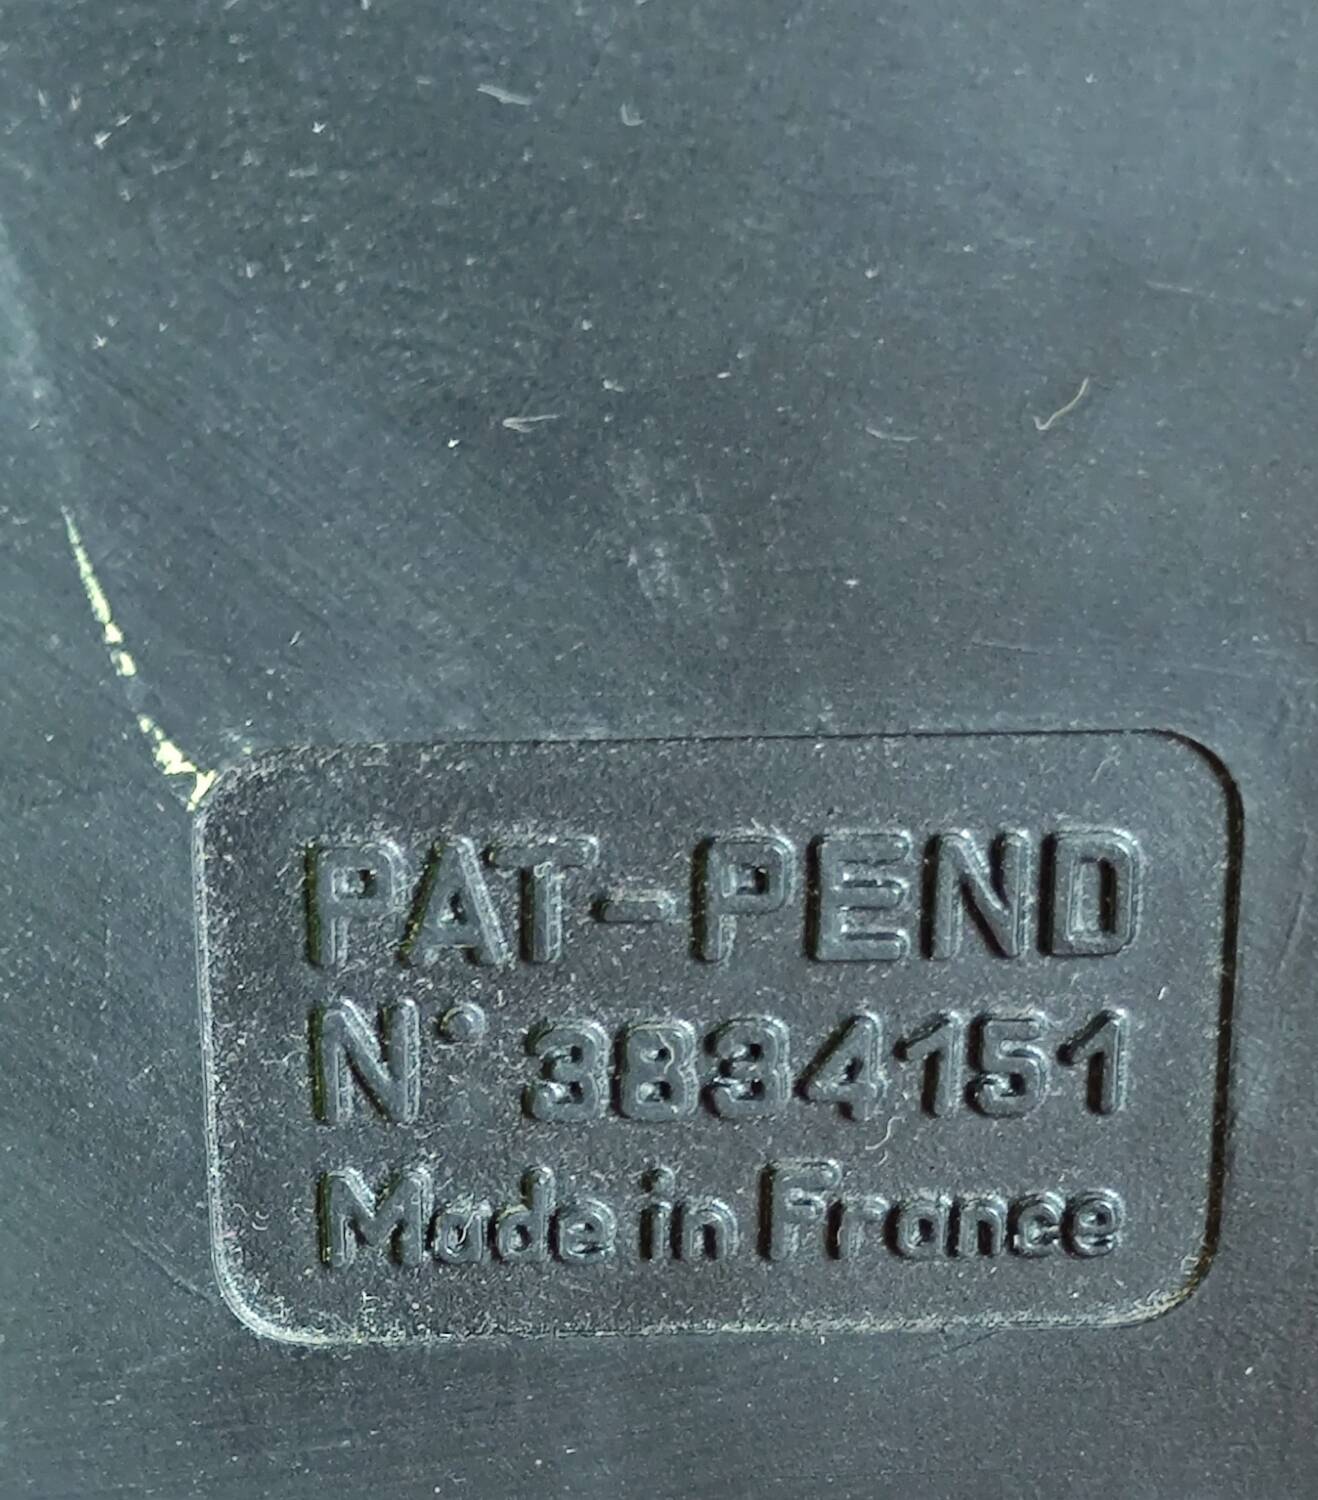 PAT-PEND
N° 3834151
Made in France